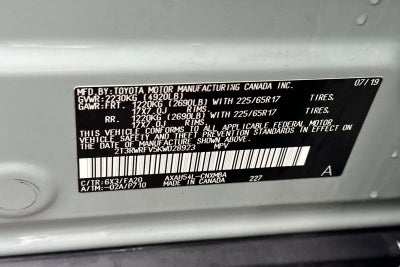 MFD. BY: TOYOTA MOTOR MANUFACTURING CANADA INC. 07/19
GVWR: 2230KG (4920LB)
GAWR: FRT. 1220KG (2690LB) WITH 225/65R17 TIRES.
17X7.0J RIMS.
RR. 1220KG (2690LB) WITH 225/65R17 TIRES.
17X7.0J RIMS.
THIS VEHICLE CONFORMS TO ALL APPLICABLE FEDERAL MOTOR VEHICLE
SAFETY AND THEFT PREVENTION STANDARDS IN EFFECT ON
THE DATE OF MANUFACTURE SHOWN ABOVE.
2T3RWRFV5KW028923 MPV
C/TR: 6X3/FA20 AXAH54L-CNXMBA
A/TM: -02A/P710 MADE IN CANADA 227
A